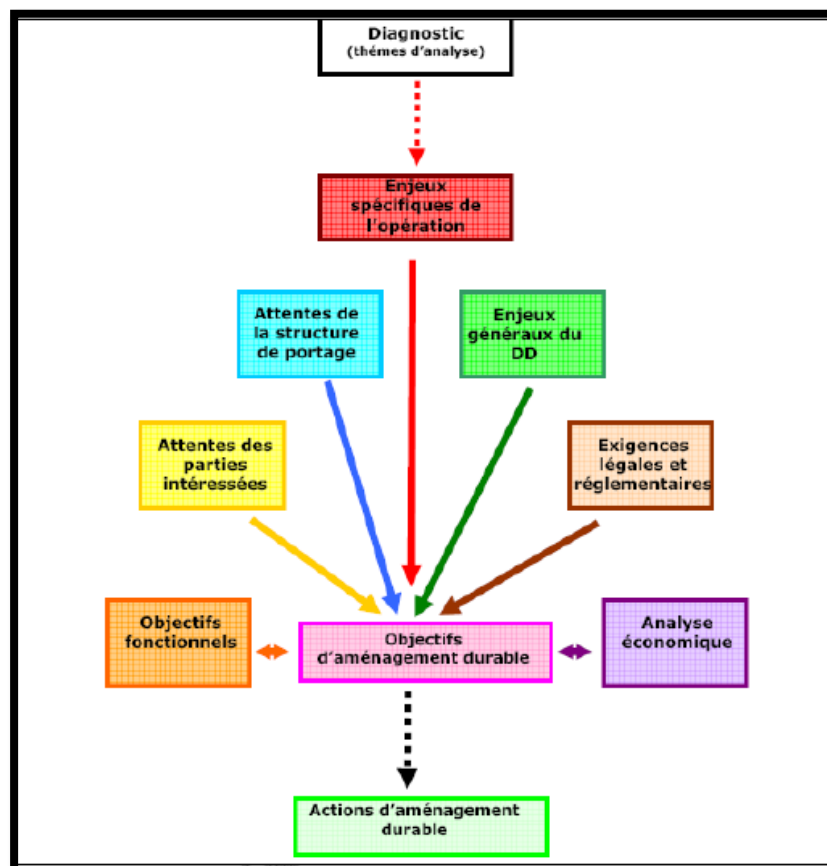 Diagnostic
(thémes d'analyse)
Enjeux
spécifiques de
l'opération
Attentes de
la structure
de portage
Enjeux
généraux du
DD
Attentes des
parties
intéressées
Exigences
légales et
réglementaires
Objectifs
fonctionnels
Objectifs
d'aménagement durable
Analyse
économique
Actions d'aménagement
durable